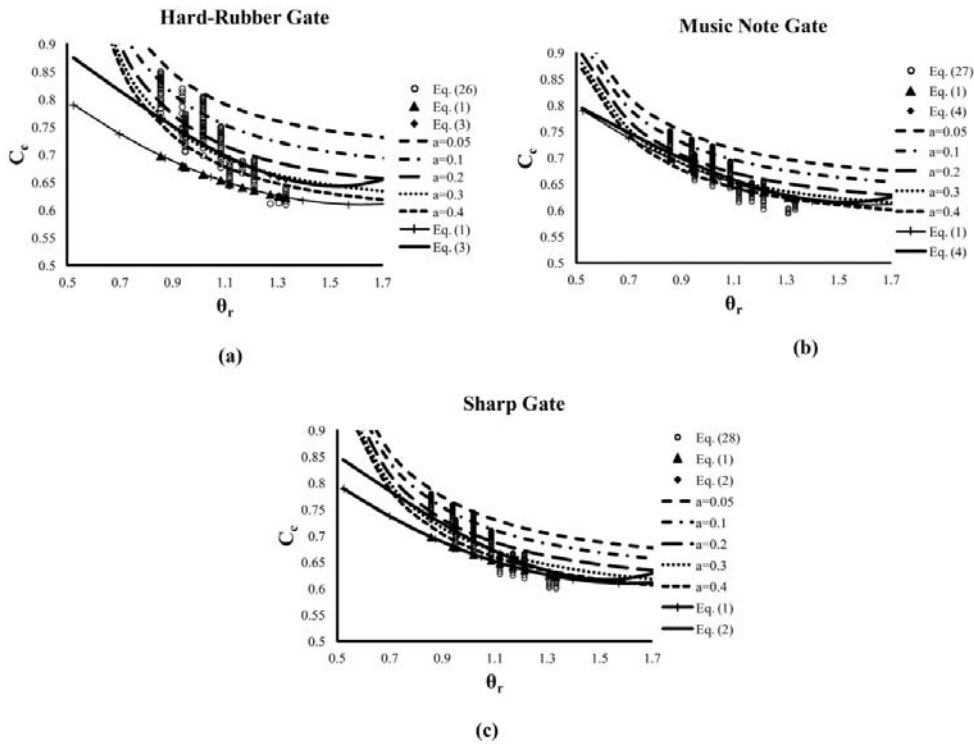 Hard-Rubber Gate
0.9
0.85
0.8
0.75
0.7
0.65
0.6
0.55
0.5
C_c
0.5 0.7 0.9 1.1 1.3 1.5 1.7
θ_r
Eq. (26)
Eq. (1)
Eq. (3)
a=0.05
a=0.1
a=0.2
a=0.3
a=0.4
Eq. (1)
Eq. (3)
(a)
Music Note Gate
0.9
0.85
0.8
0.75
0.7
0.65
0.6
0.55
0.5
C_c
0.5 0.7 0.9 1.1 1.3 1.5 1.7
θ_r
Eq. (27)
Eq. (1)
Eq. (4)
a=0.05
a=0.1
a=0.2
a=0.3
a=0.4
Eq. (1)
Eq. (4)
(b)
Sharp Gate
0.9
0.85
0.8
0.75
0.7
0.65
0.6
0.55
0.5
C_c
0.5 0.7 0.9 1.1 1.3 1.5 1.7
θ_r
Eq. (28)
Eq. (1)
Eq. (2)
a=0.05
a=0.1
a=0.2
a=0.3
a=0.4
Eq. (1)
Eq. (2)
(c)